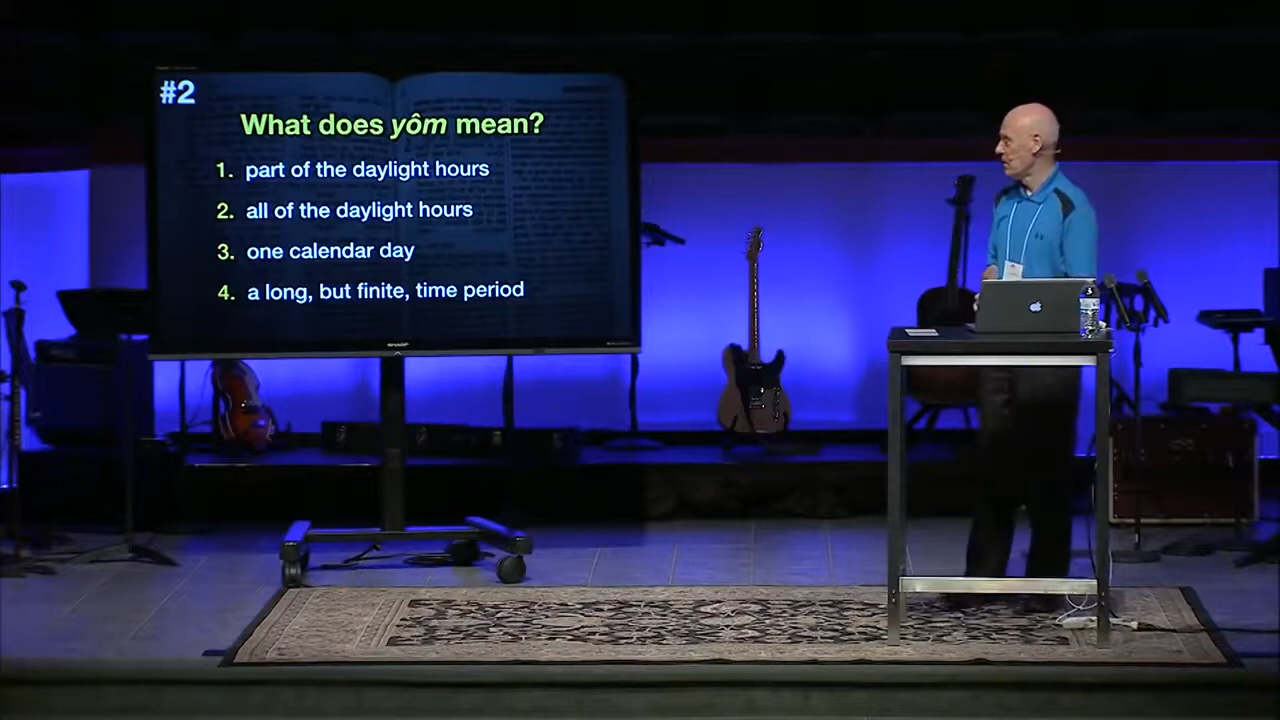 #2
What does yôm mean?
1. part of the daylight hours
2. all of the daylight hours
3. one calendar day
4. a long, but finite, time period
SHARP